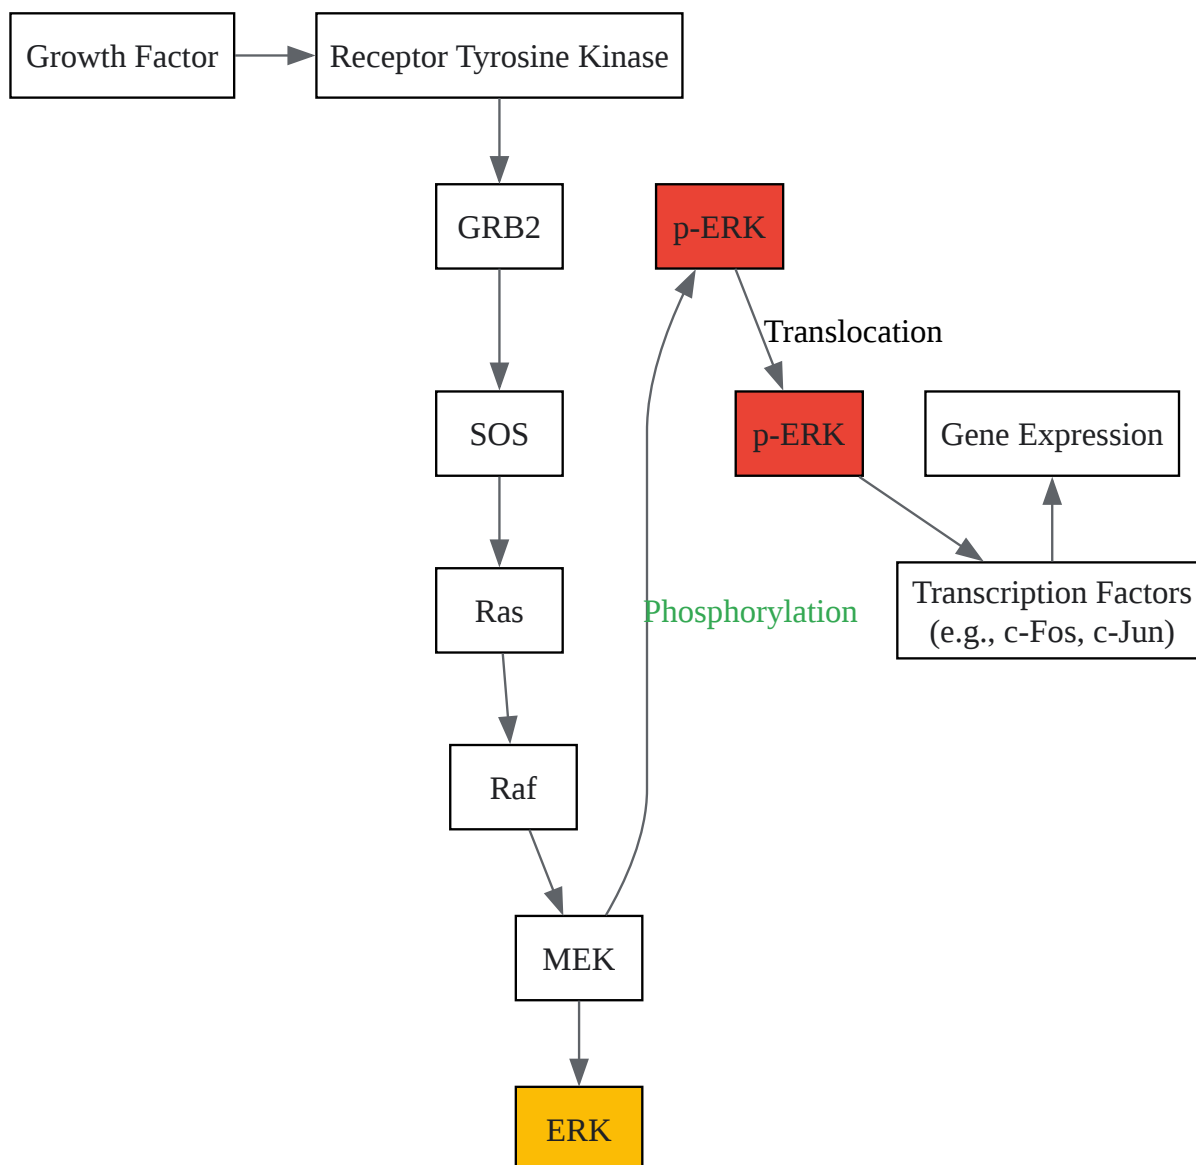 Growth Factor
Receptor Tyrosine Kinase
GRB2
p-ERK
Translocation
SOS
p-ERK
Gene Expression
Ras
Phosphorylation
Transcription Factors
(e.g., c-Fos, c-Jun)
Raf
MEK
ERK